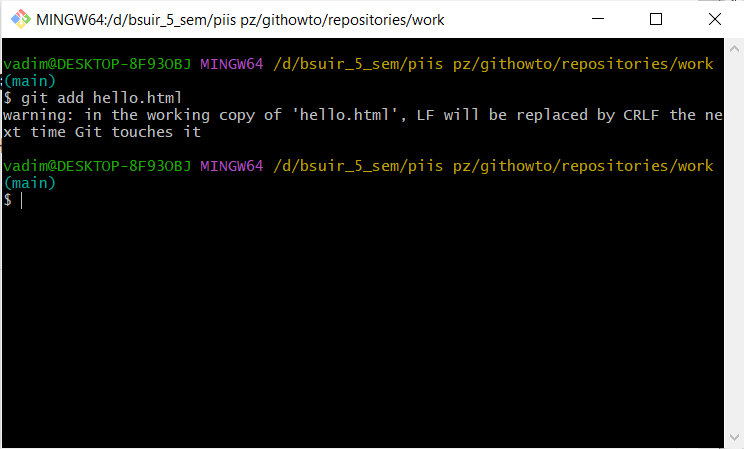 MINGW64:/d/bsuir_5_sem/piis pz/githowto/repositories/work
vadim@DESKTOP-8F93OBJ MINGW64 /d/bsuir_5_sem/piis pz/githowto/repositories/work
(main)
$ git add hello.html
warning: in the working copy of 'hello.html', LF will be replaced by CRLF the ne
xt time Git touches it
vadim@DESKTOP-8F93OBJ MINGW64 /d/bsuir_5_sem/piis pz/githowto/repositories/work
(main)
$